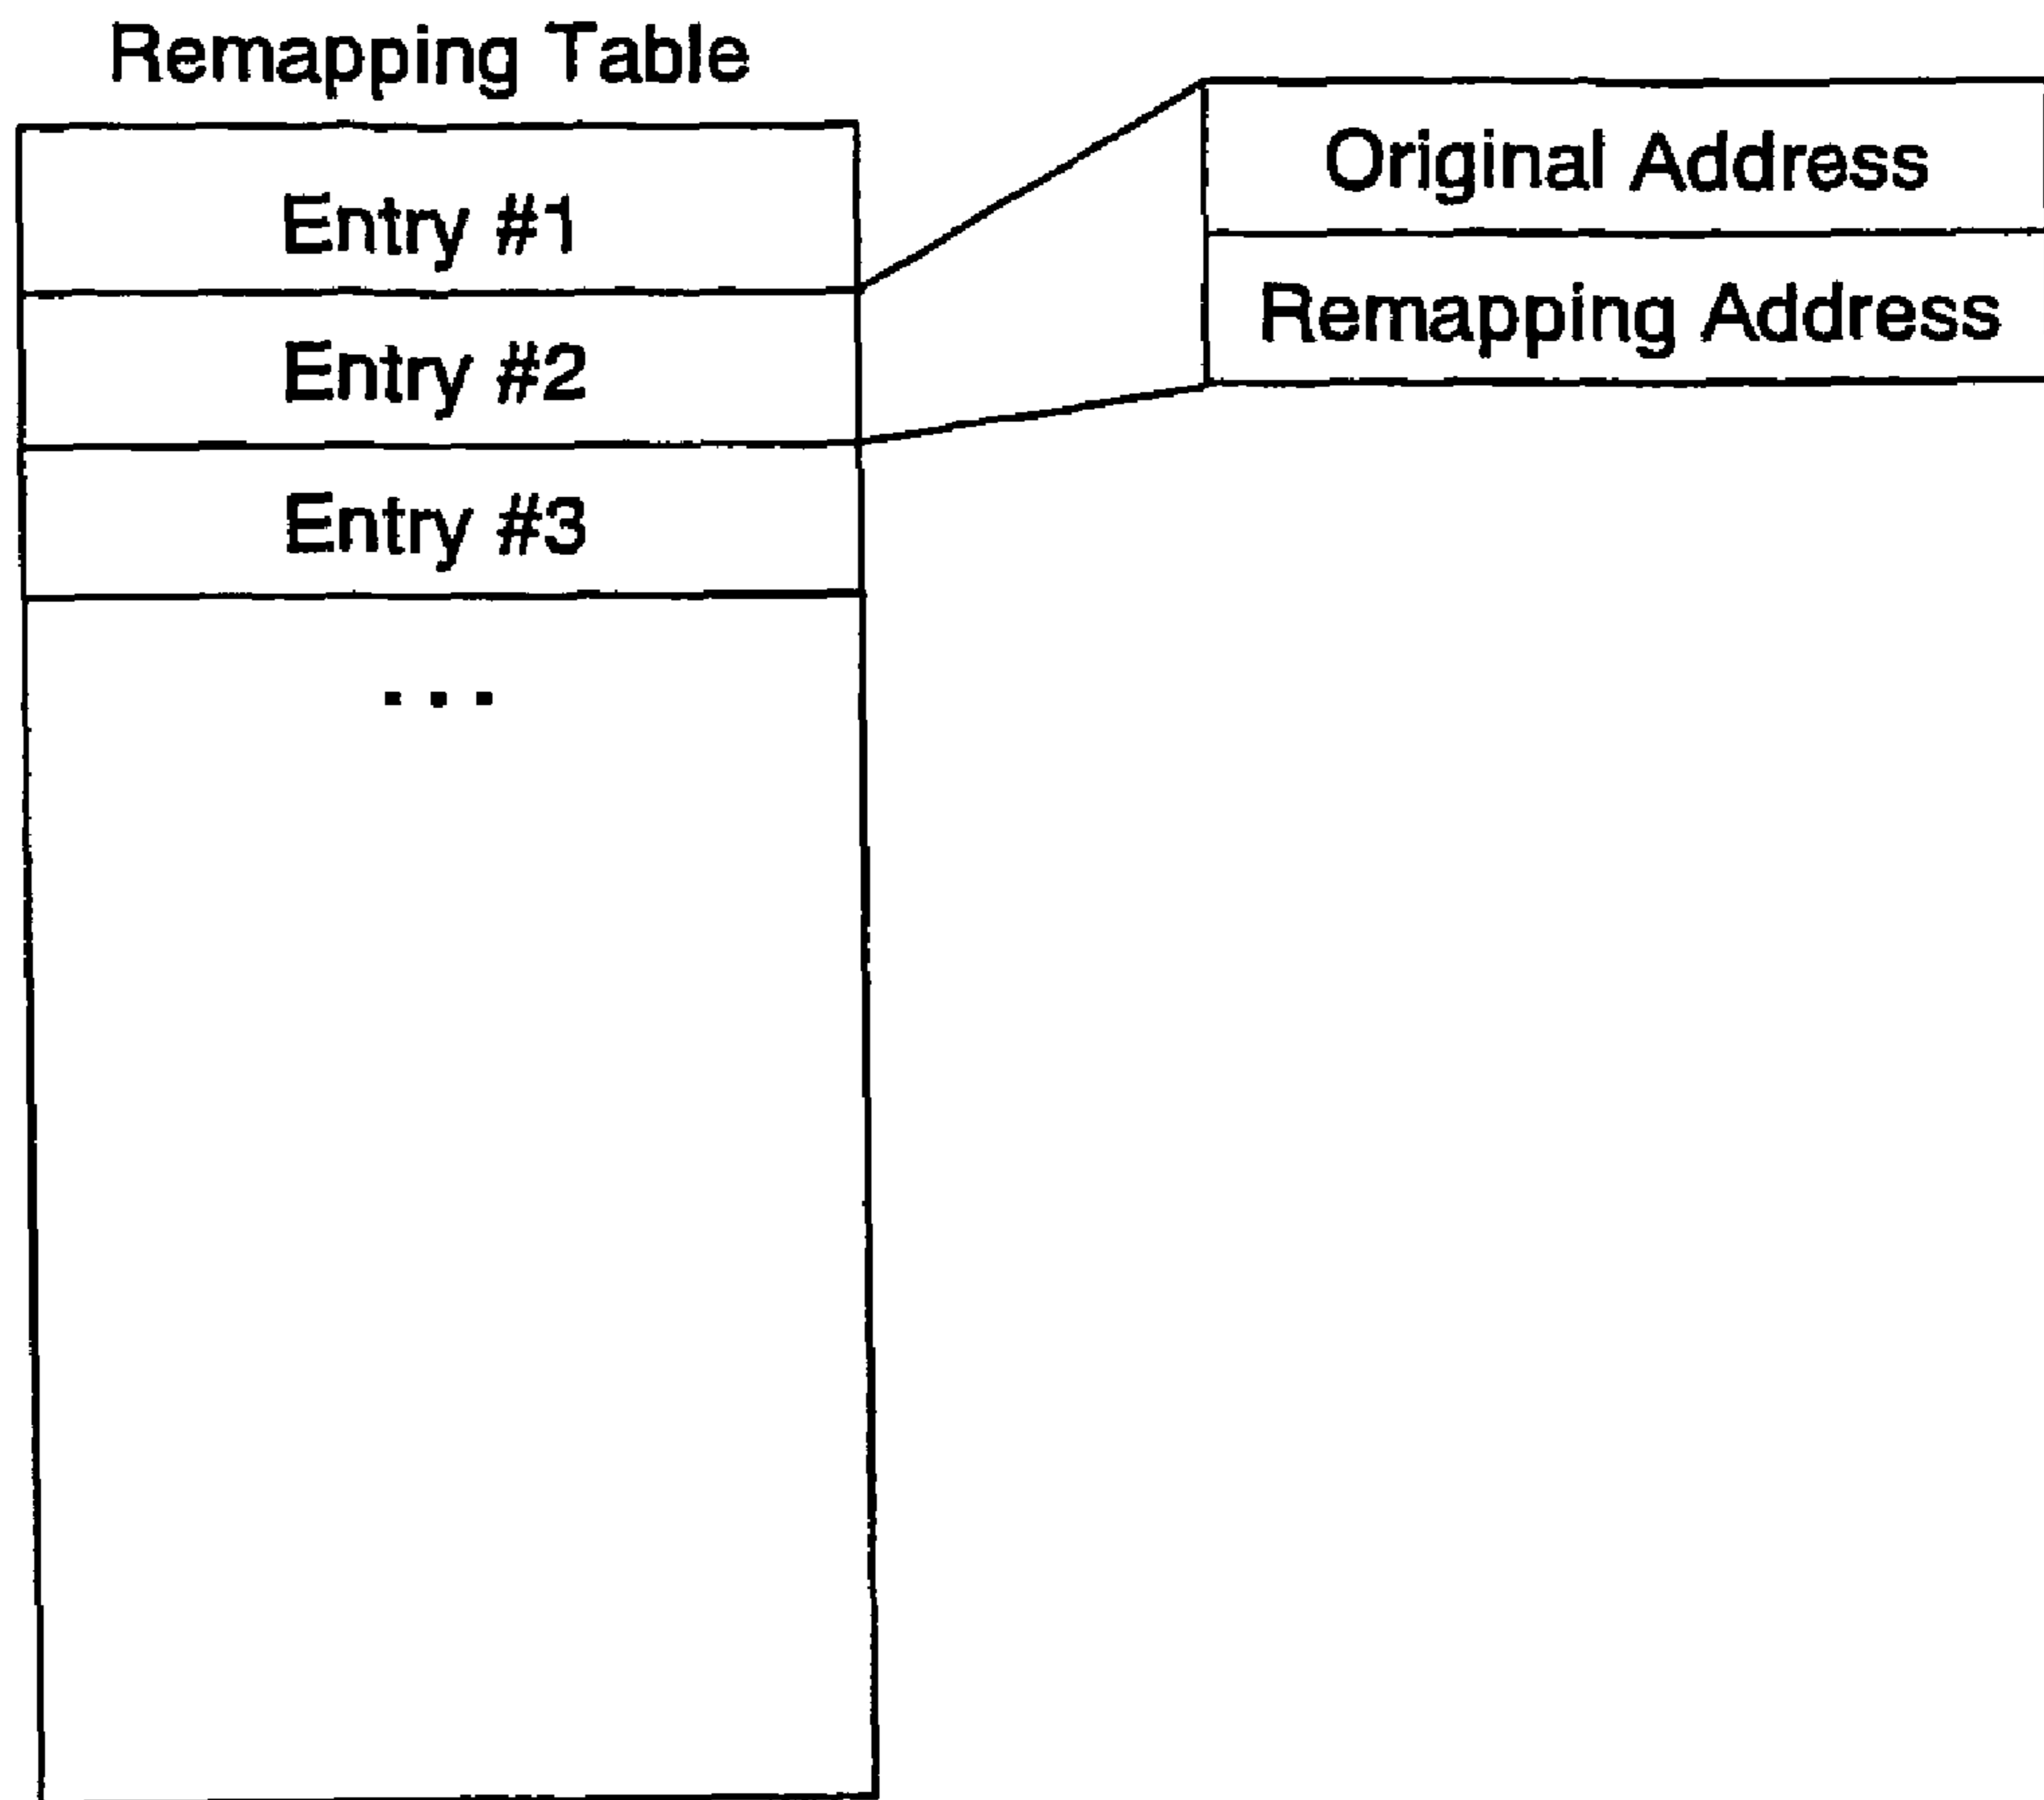 Remapping Table
Entry #1
Entry #2
Entry #3
...
Original Address
Remapping Address